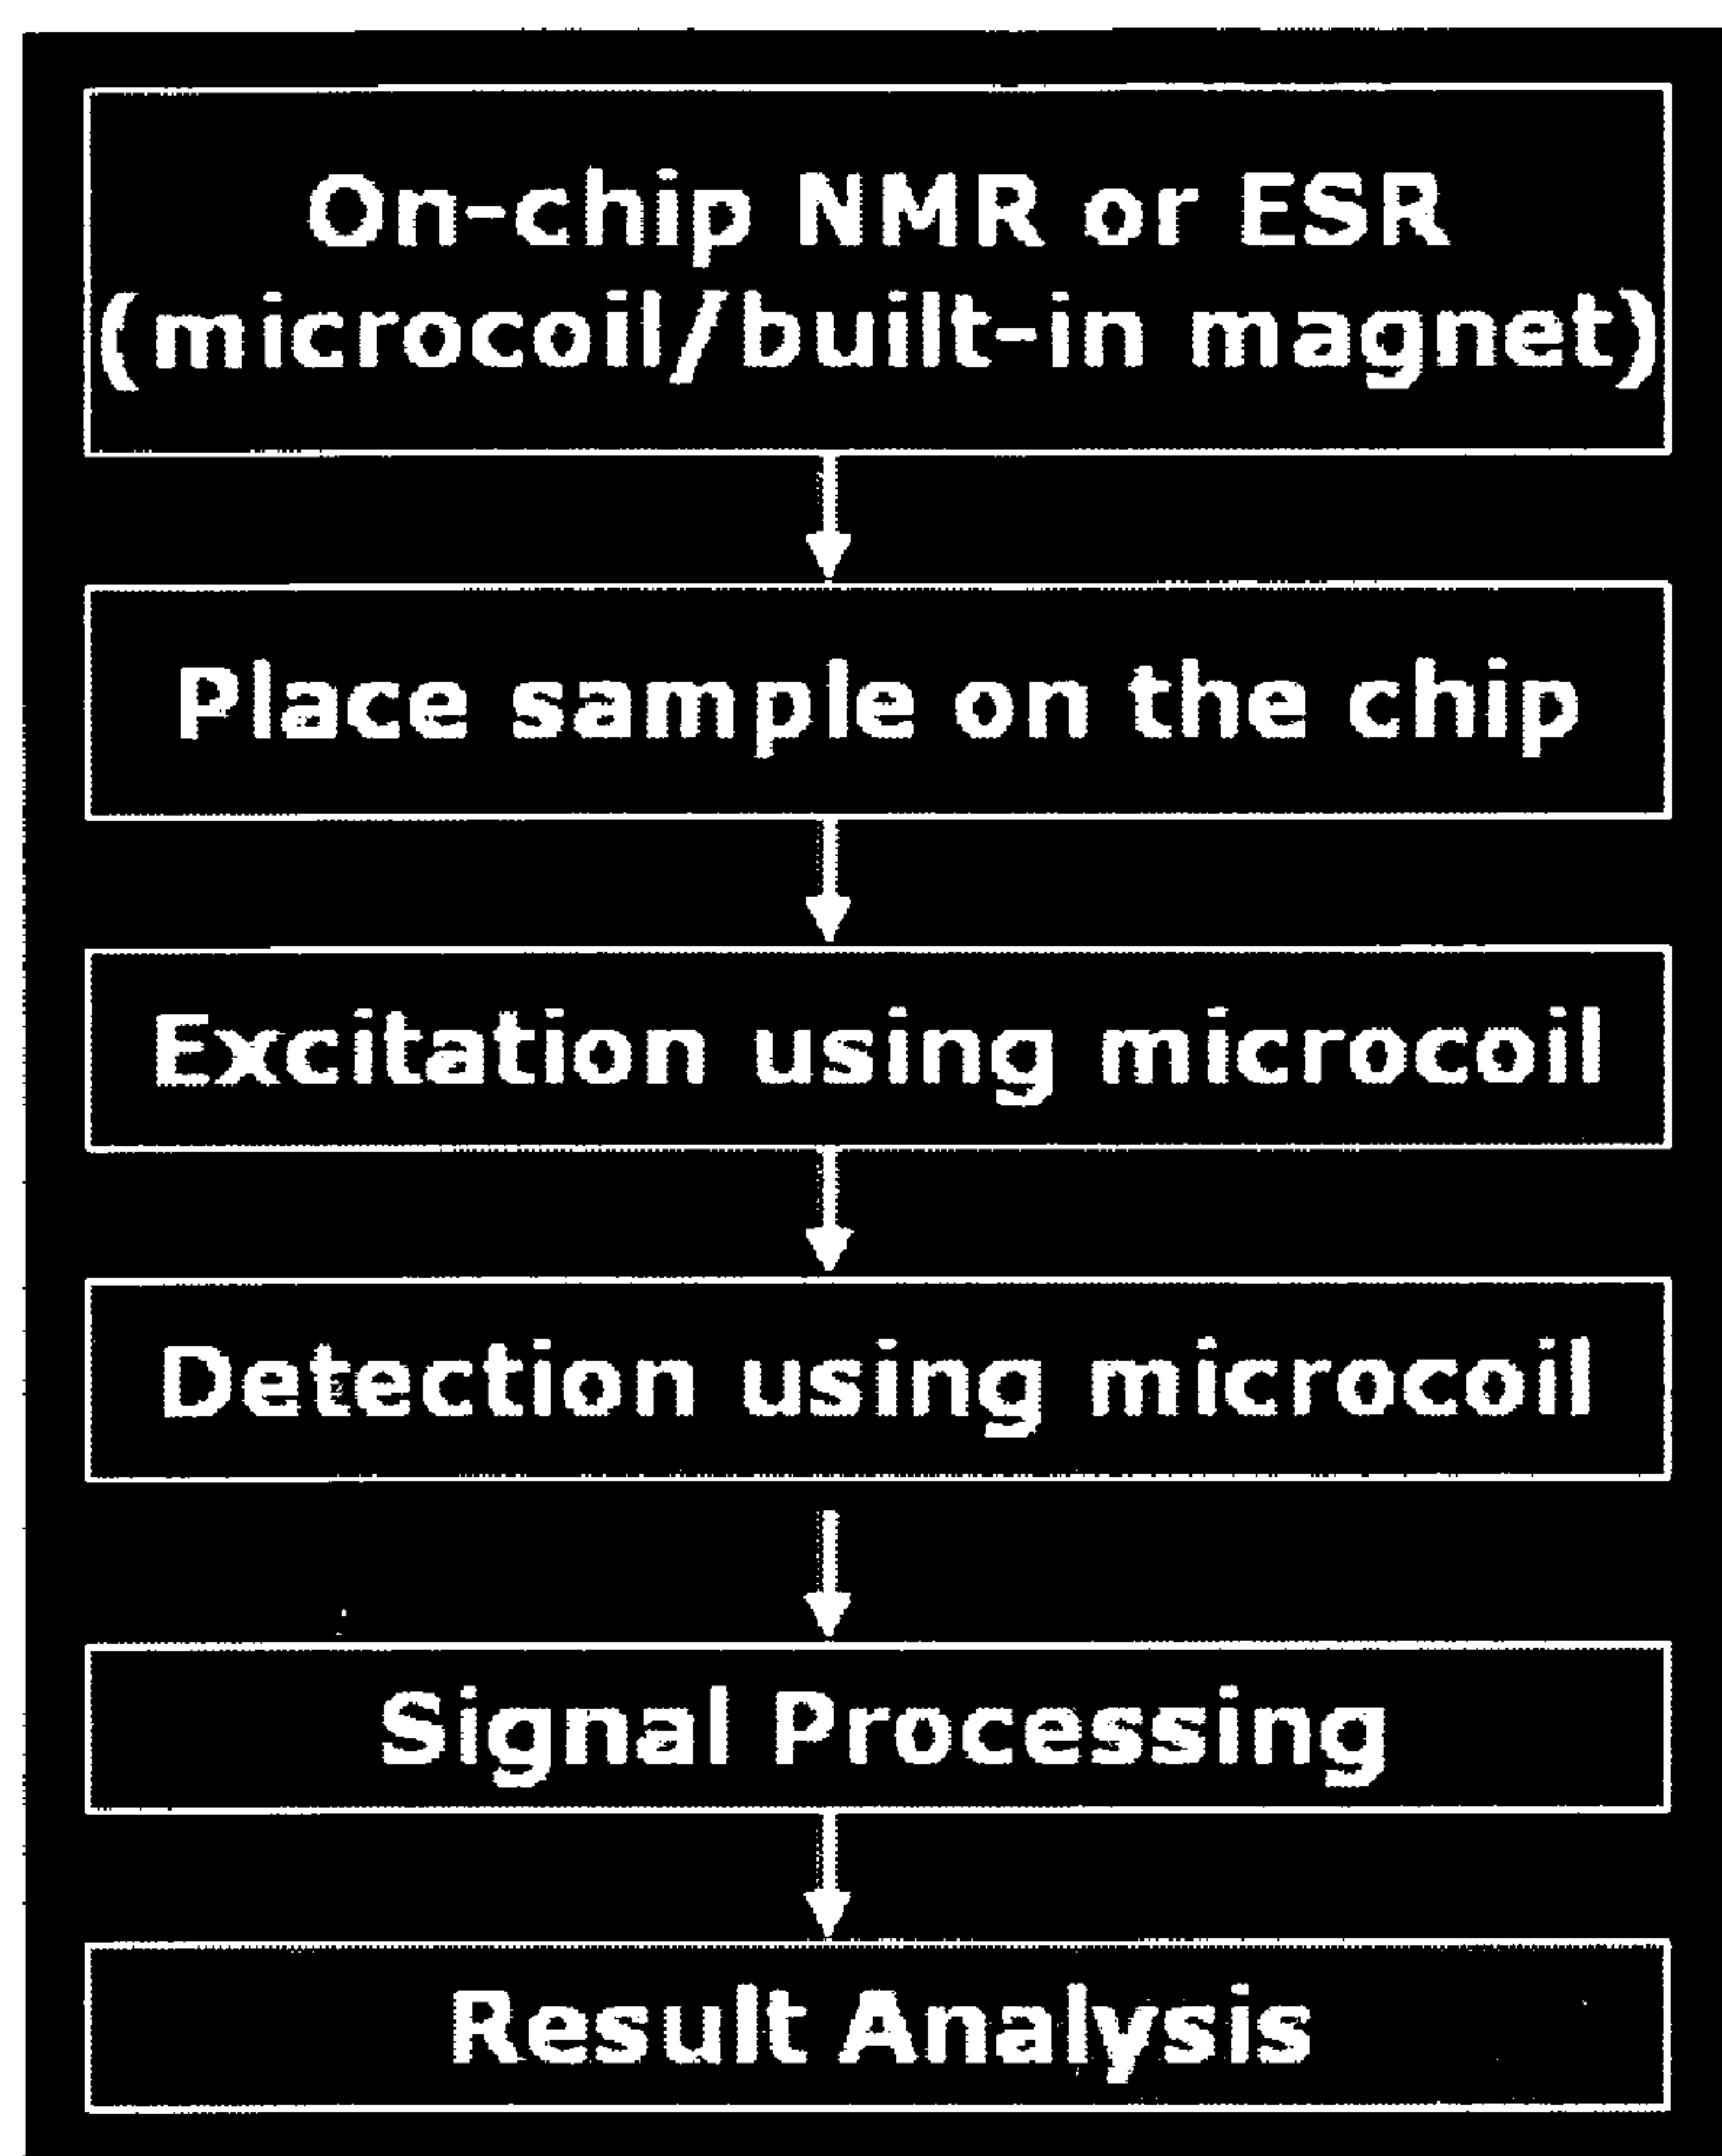 On-chip NMR or ESR
(microcoil/built-in magnet)
Place sample on the chip
Excitation using microcoil
Detection using microcoil
Signal Processing
Result Analysis